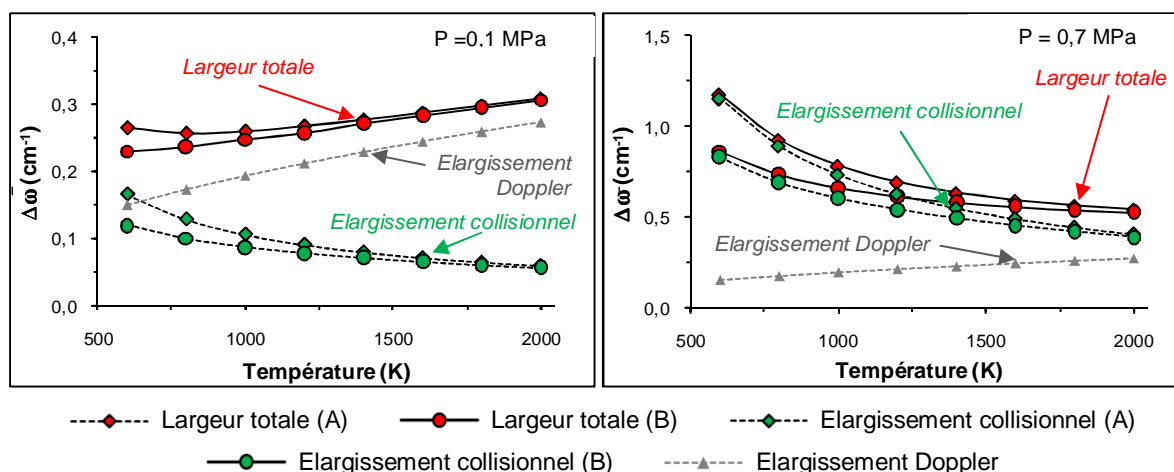 P =0,1 MPa
Largeur totale
Elargissement Doppler
Elargissement collisionnel
0,4
0,3
0,2
0,1
0,0
Δω (cm⁻¹)
500 1000 1500 2000
Température (K)
P = 0,7 MPa
Largeur totale
Elargissement collisionnel
Elargissement Doppler
1,5
1,0
0,5
0,0
Δω (cm⁻¹)
500 1000 1500 2000
Température (K)
Largeur totale (A) Largeur totale (B) Elargissement collisionnel (A)
Elargissement collisionnel (B) Elargissement Doppler